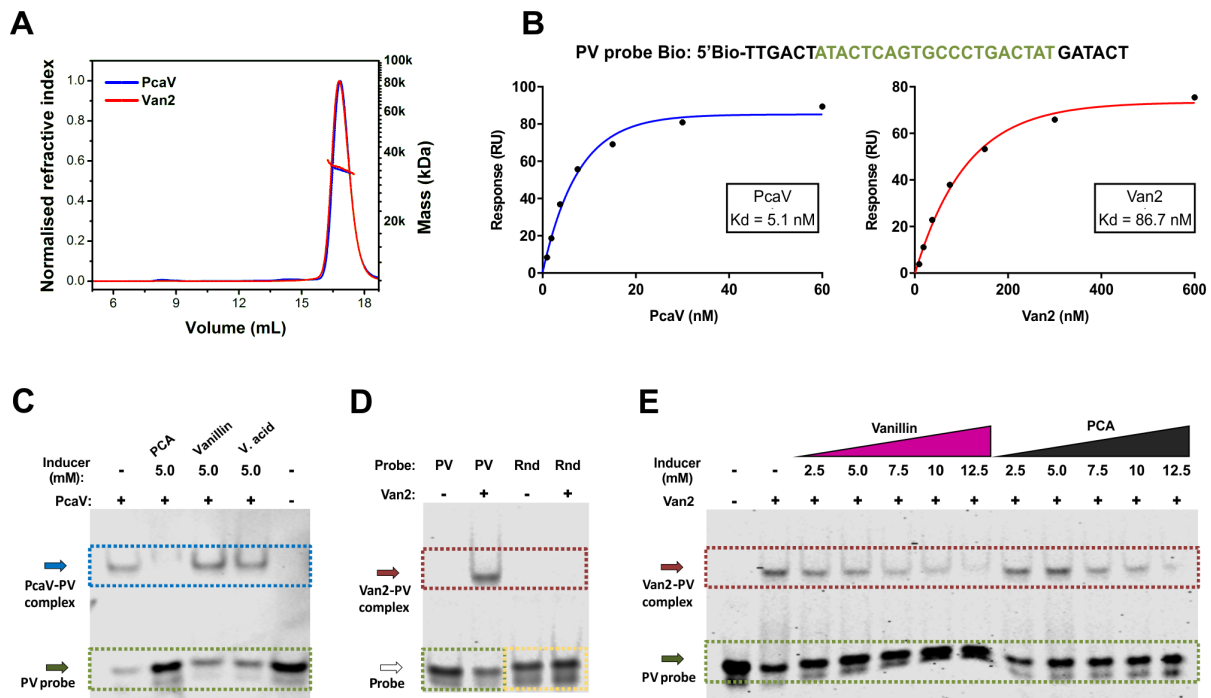 A
PcaV
Van2
Normalised refractive index
1.0
0.8
0.6
0.4
0.2
0.0
100k
80k
60k
40k
20k
Mass (kDa)
6
9
12
15
18
Volume (mL)
B
PV probe Bio: 5'Bio-TTGACTATACTCAGTGCCCTGACTATGATACT
Response (RU)
100
80
60
40
20
0
0
20
40
60
PcaV (nM)
PcaV
Kd = 5.1 nM
Response (RU)
80
60
40
20
0
0
200
400
600
Van2 (nM)
Van2
Kd = 86.7 nM
C
PCA
Vanillin
V. acid
Inducer - 5.0 5.0 5.0 -
(mM):
PcaV: + + + + -
PcaV-PV
complex
PV probe
D
Probe: PV PV Rnd Rnd
Van2: - + - +
Van2-PV
complex
Probe
E
Vanillin
PCA
Inducer - - 2.5 5.0 7.5 10 12.5 2.5 5.0 7.5 10 12.5
(mM)
Van2 - + + + + + + + + + + +
Van2-PV
complex
PV probe